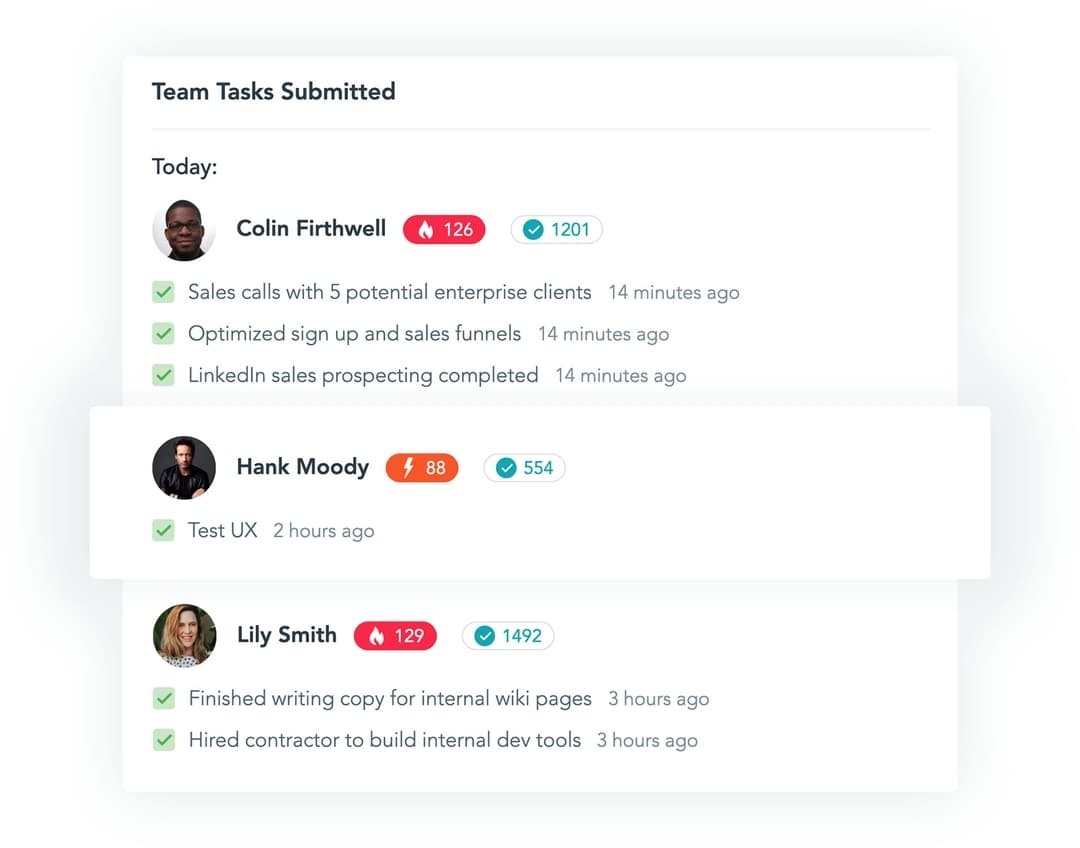 Team Tasks Submitted
Today:
Colin Firthwell 126 1201
Sales calls with 5 potential enterprise clients 14 minutes ago
Optimized sign up and sales funnels 14 minutes ago
LinkedIn sales prospecting completed 14 minutes ago
Hank Moody 88 554
Test UX 2 hours ago
Lily Smith 129 1492
Finished writing copy for internal wiki pages 3 hours ago
Hired contractor to build internal dev tools 3 hours ago